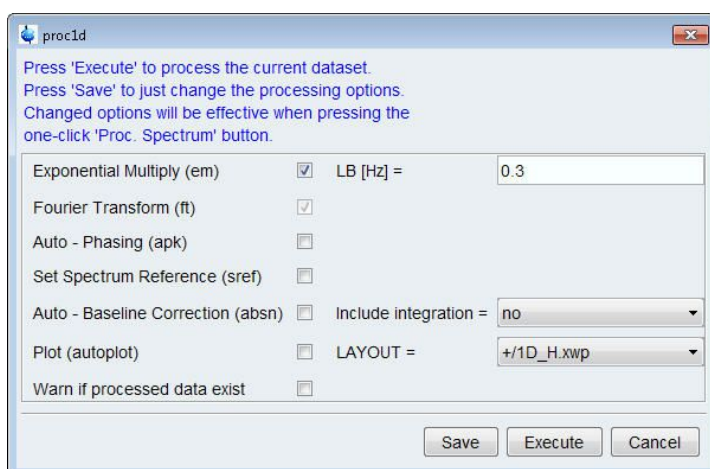 proc1d
Press 'Execute' to process the current dataset.
Press 'Save' to just change the processing options.
Changed options will be effective when pressing the
one-click 'Proc. Spectrum' button.
Exponential Multiply (em) LB [Hz] = 0.3
Fourier Transform (ft)
Auto - Phasing (apk)
Set Spectrum Reference (sref)
Auto - Baseline Correction (absn) Include integration = no
Plot (autoplot) LAYOUT = +/1D_H.xwp
Warn if processed data exist
Save Execute Cancel